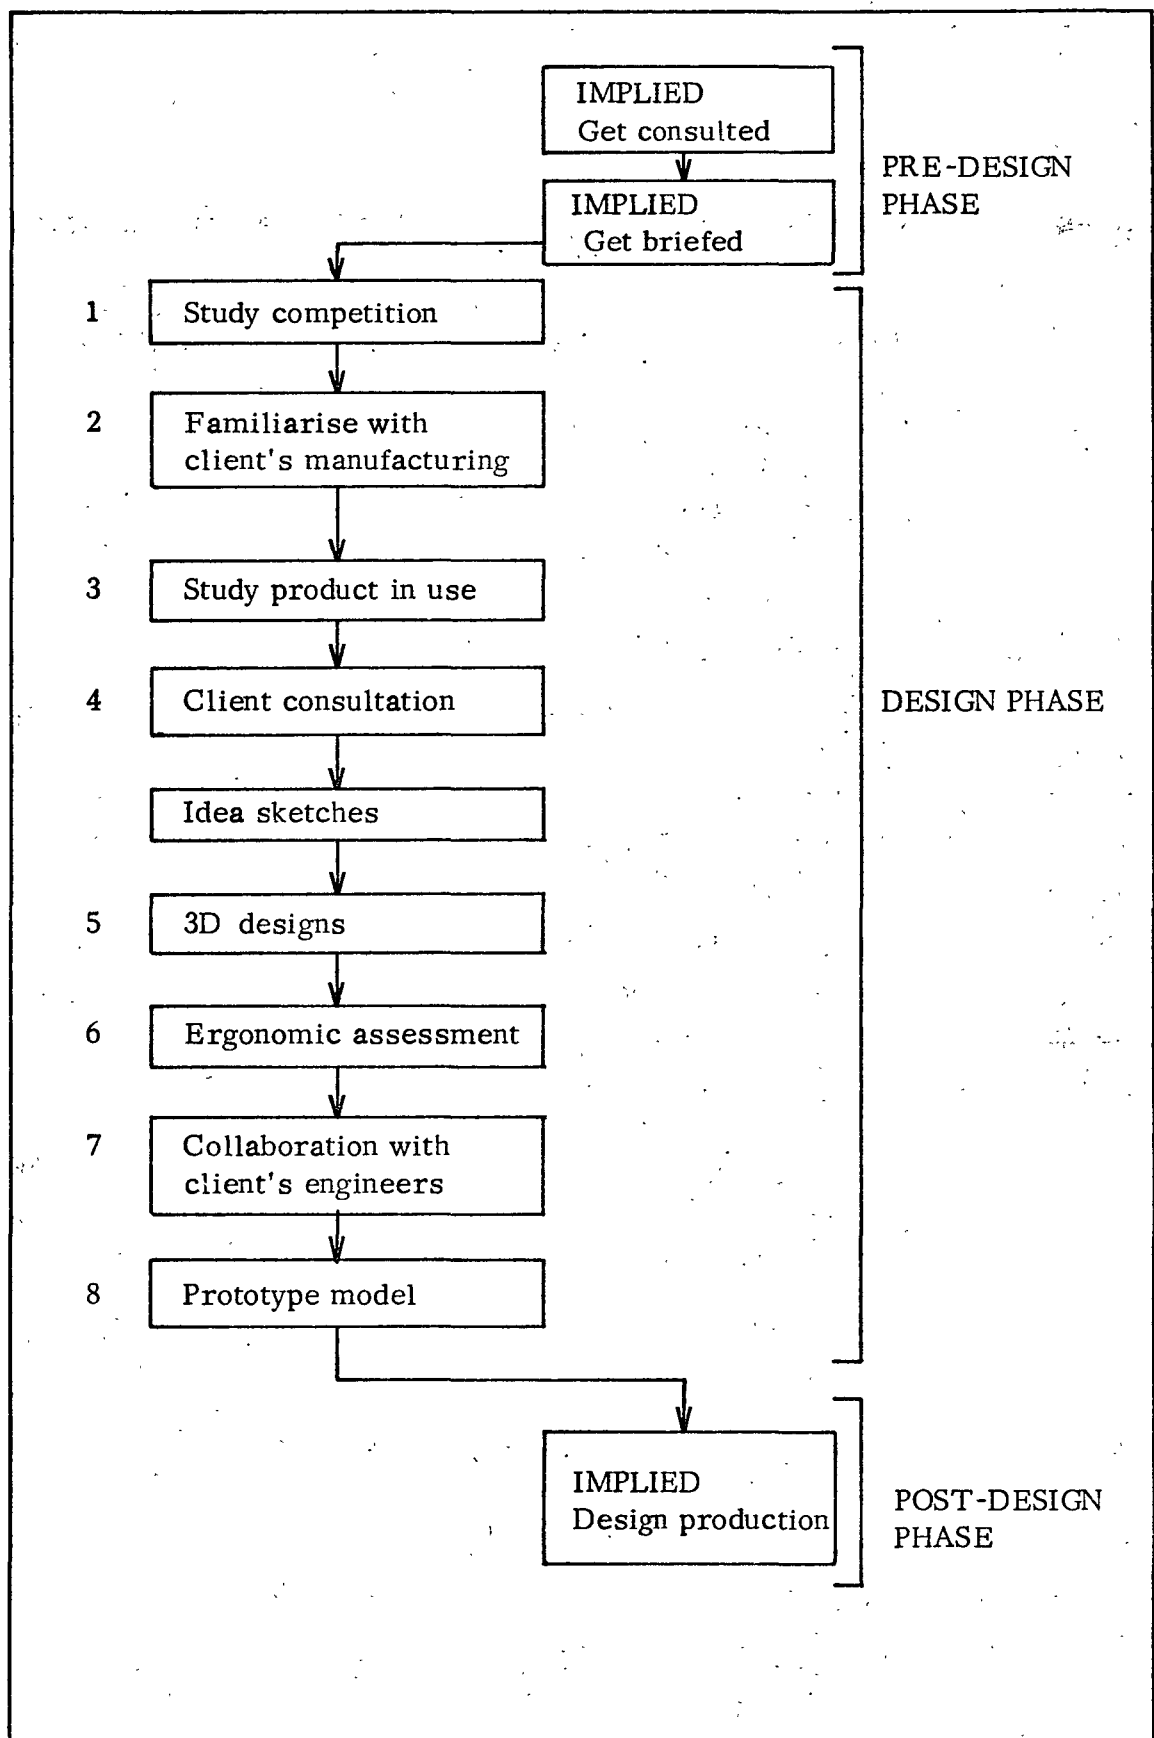 IMPLIED
Get consulted
PRE-DESIGN
PHASE
IMPLIED
Get briefed
1 Study competition
2 Familiarise with
client's manufacturing
3 Study product in use
4 Client consultation
DESIGN PHASE
Idea sketches
5 3D designs
6 Ergonomic assessment
7 Collaboration with
client's engineers
8 Prototype model
IMPLIED
Design production
POST-DESIGN
PHASE